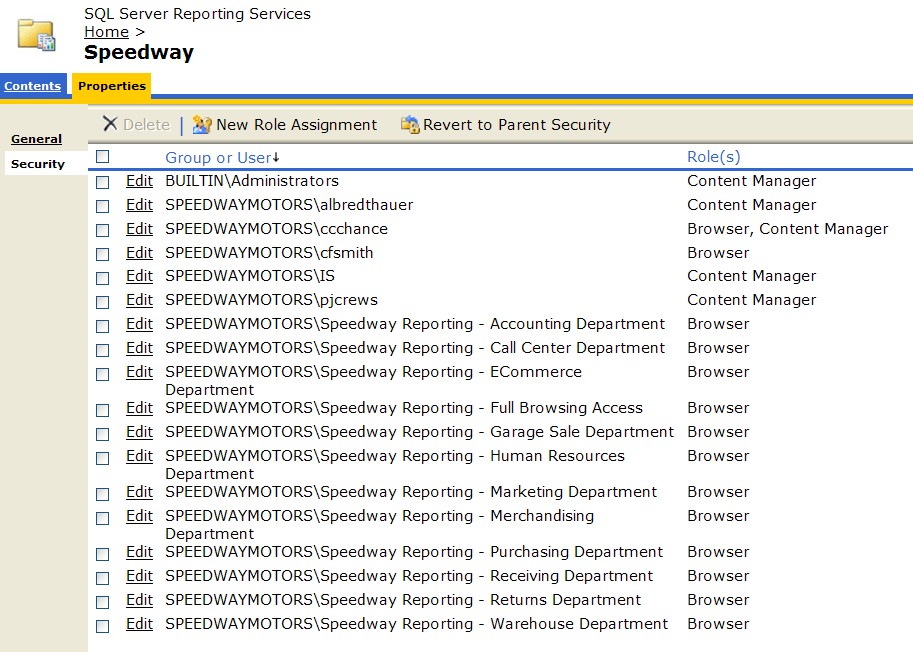 SQL Server Reporting Services
Home >
Speedway
Contents
Properties
General
Security
Delete | New Role Assignment Revert to Parent Security
Group or User↓ Role(s)
Edit BUILTIN\Administrators Content Manager
Edit SPEEDWAYMOTORS\albredthauer Content Manager
Edit SPEEDWAYMOTORS\ccchance Browser, Content Manager
Edit SPEEDWAYMOTORS\cfsmith Browser
Edit SPEEDWAYMOTORS\IS Content Manager
Edit SPEEDWAYMOTORS\pjcrews Content Manager
Edit SPEEDWAYMOTORS\Speedway Reporting - Accounting Department Browser
Edit SPEEDWAYMOTORS\Speedway Reporting - Call Center Department Browser
Edit SPEEDWAYMOTORS\Speedway Reporting - ECommerce Browser
Department
Edit SPEEDWAYMOTORS\Speedway Reporting - Full Browsing Access Browser
Edit SPEEDWAYMOTORS\Speedway Reporting - Garage Sale Department Browser
Edit SPEEDWAYMOTORS\Speedway Reporting - Human Resources Browser
Department
Edit SPEEDWAYMOTORS\Speedway Reporting - Marketing Department Browser
Edit SPEEDWAYMOTORS\Speedway Reporting - Merchandising Browser
Department
Edit SPEEDWAYMOTORS\Speedway Reporting - Purchasing Department Browser
Edit SPEEDWAYMOTORS\Speedway Reporting - Receiving Department Browser
Edit SPEEDWAYMOTORS\Speedway Reporting - Returns Department Browser
Edit SPEEDWAYMOTORS\Speedway Reporting - Warehouse Department Browser